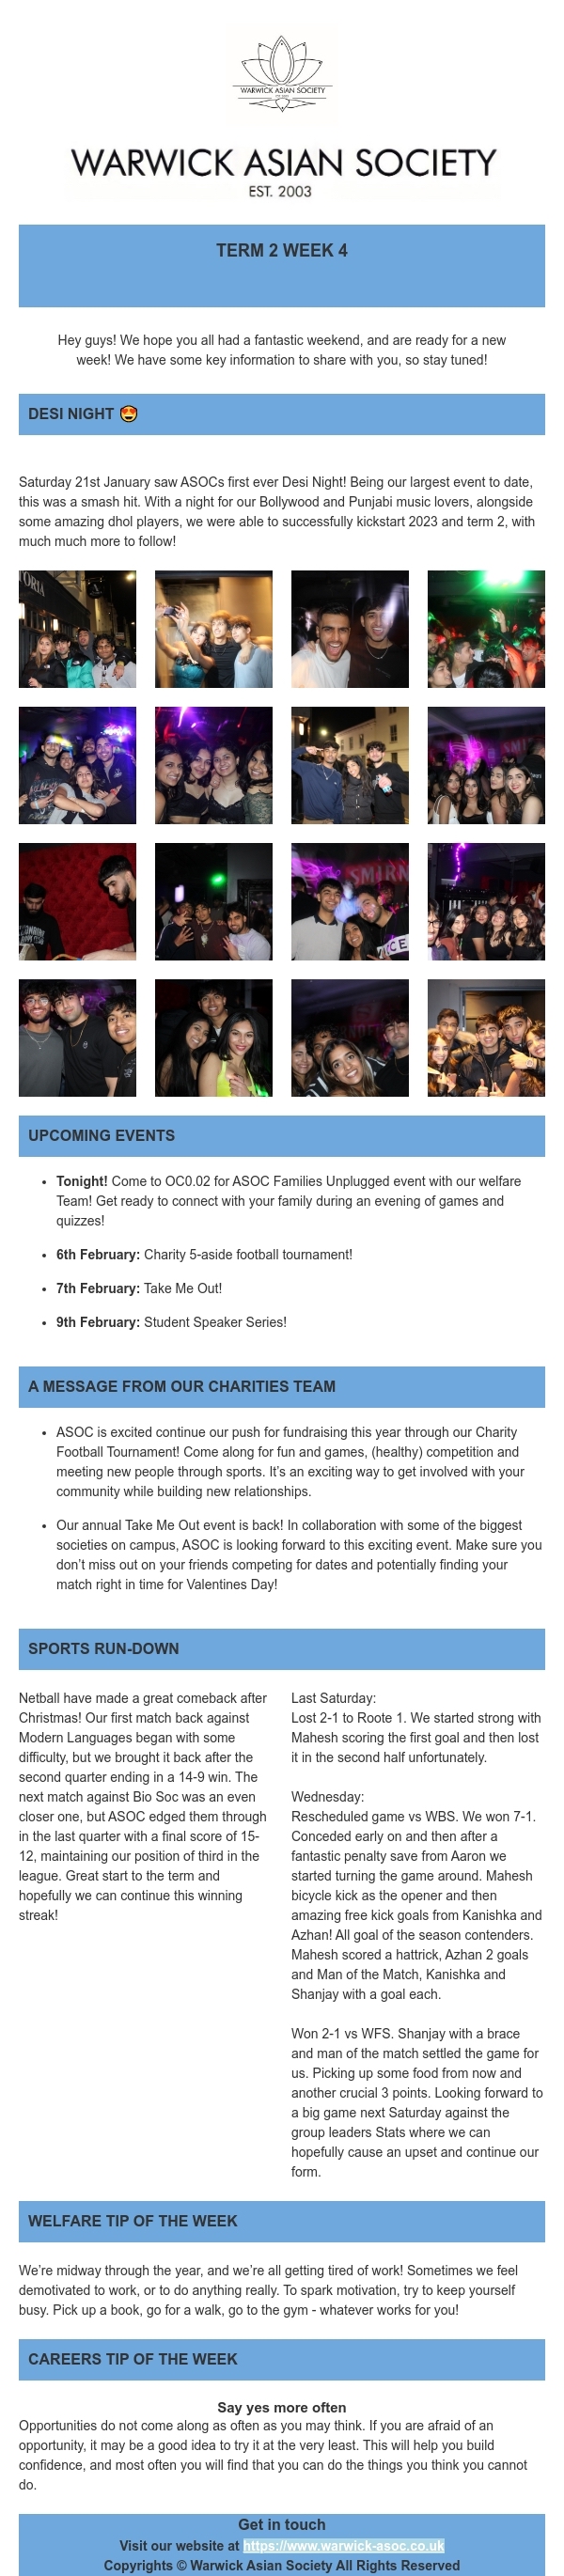 WARWICK ASIAN SOCIETY
WARWICK ASIAN SOCIETY
EST. 2003
TERM 2 WEEK 4
Hey guys! We hope you all had a fantastic weekend, and are ready for a new
week! We have some key information to share with you, so stay tuned!
DESI NIGHT 😍
Saturday 21st January saw ASOCs first ever Desi Night! Being our largest event to date,
this was a smash hit. With a night for our Bollywood and Punjabi music lovers, alongside
some amazing dhol players, we were able to successfully kickstart 2023 and term 2, with
much much more to follow!
UPCOMING EVENTS
• Tonight! Come to OC0.02 for ASOC Families Unplugged event with our welfare
Team! Get ready to connect with your family during an evening of games and
quizzes!
• 6th February: Charity 5-aside football tournament!
• 7th February: Take Me Out!
• 9th February: Student Speaker Series!
A MESSAGE FROM OUR CHARITIES TEAM
• ASOC is excited continue our push for fundraising this year through our Charity
Football Tournament! Come along for fun and games, (healthy) competition and
meeting new people through sports. It’s an exciting way to get involved with your
community while building new relationships.
• Our annual Take Me Out event is back! In collaboration with some of the biggest
societies on campus, ASOC is looking forward to this exciting event. Make sure you
don’t miss out on your friends competing for dates and potentially finding your
match right in time for Valentines Day!
SPORTS RUN-DOWN
Netball have made a great comeback after
Christmas! Our first match back against
Modern Languages began with some
difficulty, but we brought it back after the
second quarter ending in a 14-9 win. The
next match against Bio Soc was an even
closer one, but ASOC edged them through
in the last quarter with a final score of 15-
12, maintaining our position of third in the
league. Great start to the term and
hopefully we can continue this winning
streak!
Last Saturday:
Lost 2-1 to Roote 1. We started strong with
Mahesh scoring the first goal and then lost
it in the second half unfortunately.
Wednesday:
Rescheduled game vs WBS. We won 7-1.
Conceded early on and then after a
fantastic penalty save from Aaron we
started turning the game around. Mahesh
bicycle kick as the opener and then
amazing free kick goals from Kanishka and
Azhan! All goal of the season contenders.
Mahesh scored a hattrick, Azhan 2 goals
and Man of the Match, Kanishka and
Shanjay with a goal each.
Won 2-1 vs WFS. Shanjay with a brace
and man of the match settled the game for
us. Picking up some food from now and
another crucial 3 points. Looking forward to
a big game next Saturday against the
group leaders Stats where we can
hopefully cause an upset and continue our
form.
WELFARE TIP OF THE WEEK
We’re midway through the year, and we’re all getting tired of work! Sometimes we feel
demotivated to work, or to do anything really. To spark motivation, try to keep yourself
busy. Pick up a book, go for a walk, go to the gym - whatever works for you!
CAREERS TIP OF THE WEEK
Say yes more often
Opportunities do not come along as often as you may think. If you are afraid of an
opportunity, it may be a good idea to try it at the very least. This will help you build
confidence, and most often you will find that you can do the things you think you cannot
do.
Get in touch
Visit our website at https://www.warwick-asoc.co.uk
Copyrights © Warwick Asian Society All Rights Reserved